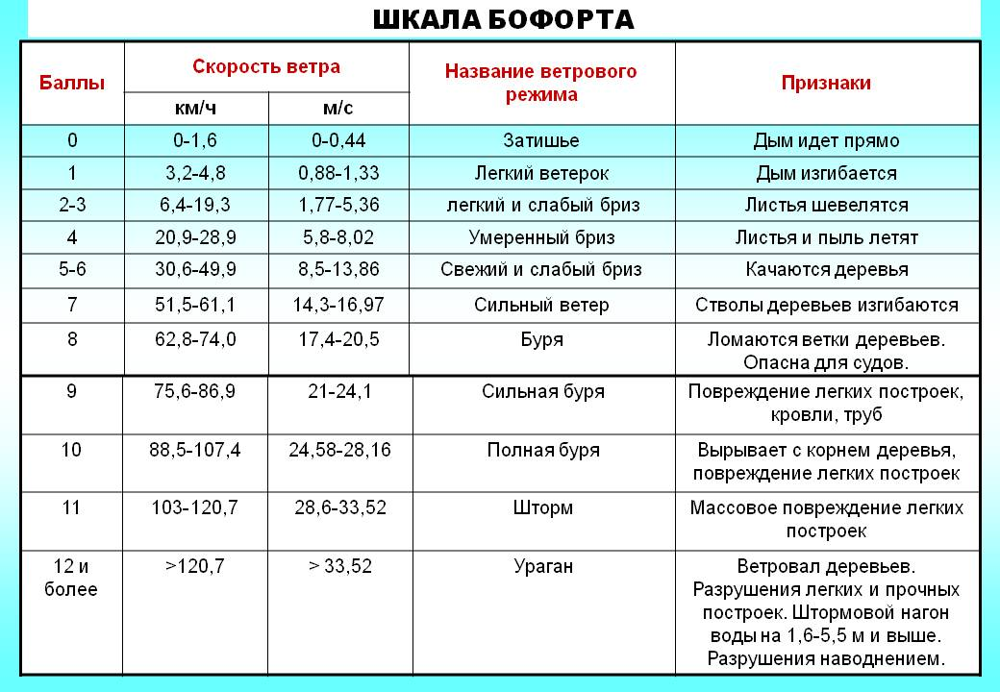 ШКАЛА БОФОРТА
Баллы
Скорость ветра
Название ветрового
режима
Признаки
км/ч
м/с
0
0-1,6
0-0,44
Затишье
Дым идет прямо
1
3,2-4,8
0,88-1,33
Легкий ветерок
Дым изгибается
2-3
6,4-19,3
1,77-5,36
легкий и слабый бриз
Листья шевелятся
4
20,9-28,9
5,8-8,02
Умеренный бриз
Листья и пыль летят
5-6
30,6-49,9
8,5-13,86
Свежий и слабый бриз
Качаются деревья
7
51,5-61,1
14,3-16,97
Сильный ветер
Стволы деревьев изгибаются
8
62,8-74,0
17,4-20,5
Буря
Ломаются ветки деревьев.
Опасна для судов.
9
75,6-86,9
21-24,1
Сильная буря
Повреждение легких построек,
кровли, труб
10
88,5-107,4
24,58-28,16
Полная буря
Вырывает с корнем деревья,
повреждение легких построек
11
103-120,7
28,6-33,52
Шторм
Массовое повреждение легких
построек
12 и
более
>120,7
> 33,52
Ураган
Ветровал деревьев.
Разрушения легких и прочных
построек. Штормовой нагон
воды на 1,6-5,5 м и выше.
Разрушения наводнением.